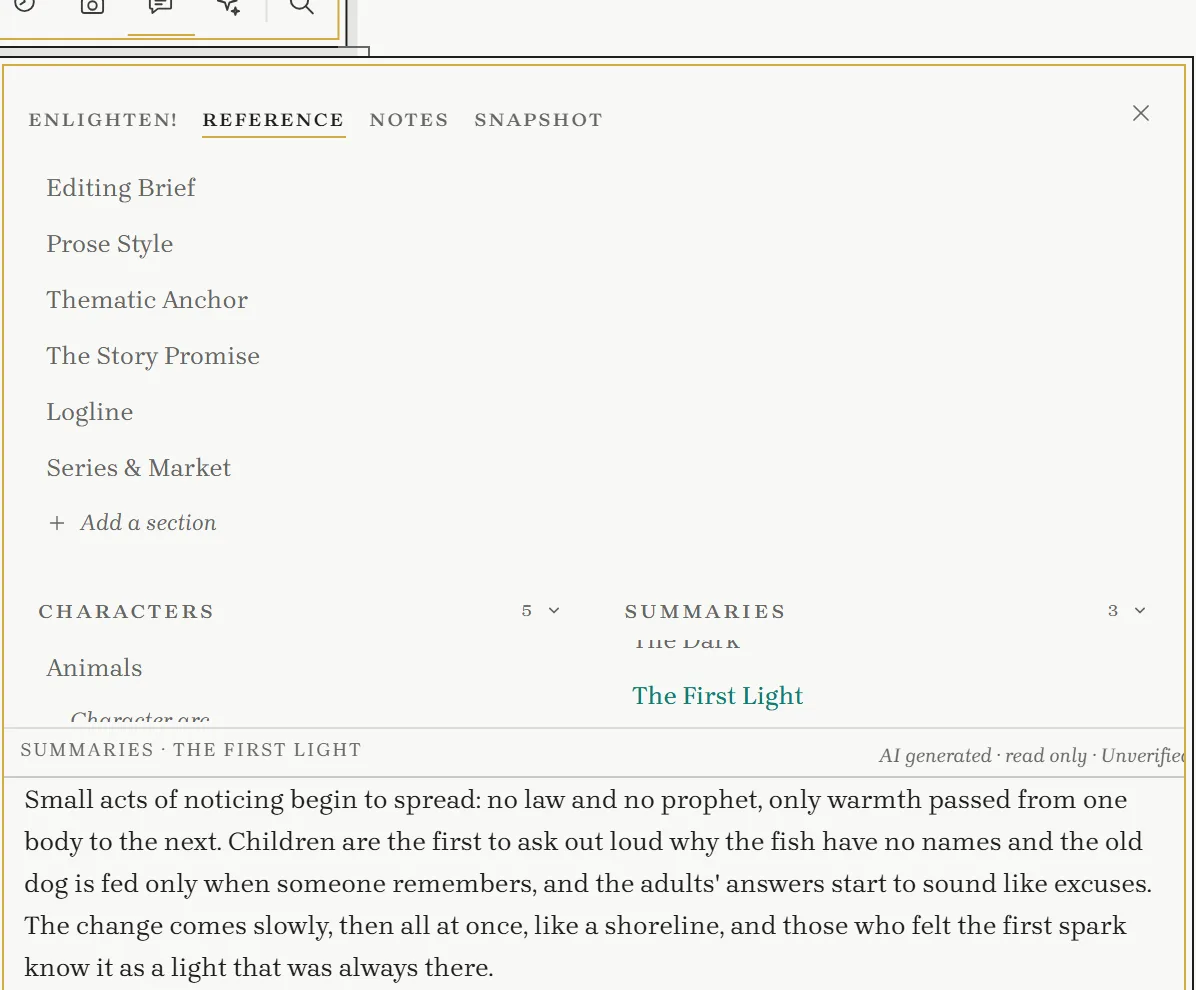 ENLIGHTEN! REFERENCE NOTES SNAPSHOT
Editing Brief
Prose Style
Thematic Anchor
The Story Promise
Logline
Series & Market
+ Add a section
CHARACTERS 5
SUMMARIES 3
Animals
Character arc
The Dark
The First Light
SUMMARIES · THE FIRST LIGHT
AI generated · read only · Unverified
Small acts of noticing begin to spread: no law and no prophet, only warmth passed from one
body to the next. Children are the first to ask out loud why the fish have no names and the old
dog is fed only when someone remembers, and the adults' answers start to sound like excuses.
The change comes slowly, then all at once, like a shoreline, and those who felt the first spark
know it as a light that was always there.